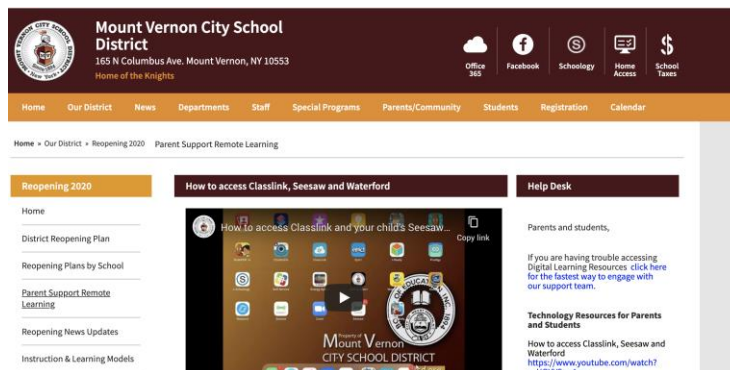 Mount Vernon City School
District
165 N Columbus Ave. Mount Vernon, NY 10553
Home of the Knights
Office
365
Facebook
Schoology
Home
Access
School
Taxes
Home Our District News Departments Staff Special Programs Parents/Community Students Registration Calendar
Home » Our District » Reopening 2020 Parent Support Remote Learning
Reopening 2020
Home
District Reopening Plan
Reopening Plans by School
Parent Support Remote
Learning
Reopening News Updates
Instruction & Learning Models
How to access Classlink, Seesaw and Waterford
How to access Classlink and your child's Seesaw...
Copy link
Property of
Mount Vernon
CITY SCHOOL DISTRICT
Help Desk
Parents and students,
If you are having trouble accessing
Digital Learning Resources click here
for the fastest way to engage with
our support team.
Technology Resources for Parents
and Students
How to access Classlink, Seesaw and
Waterford
https://www.youtube.com/watch?